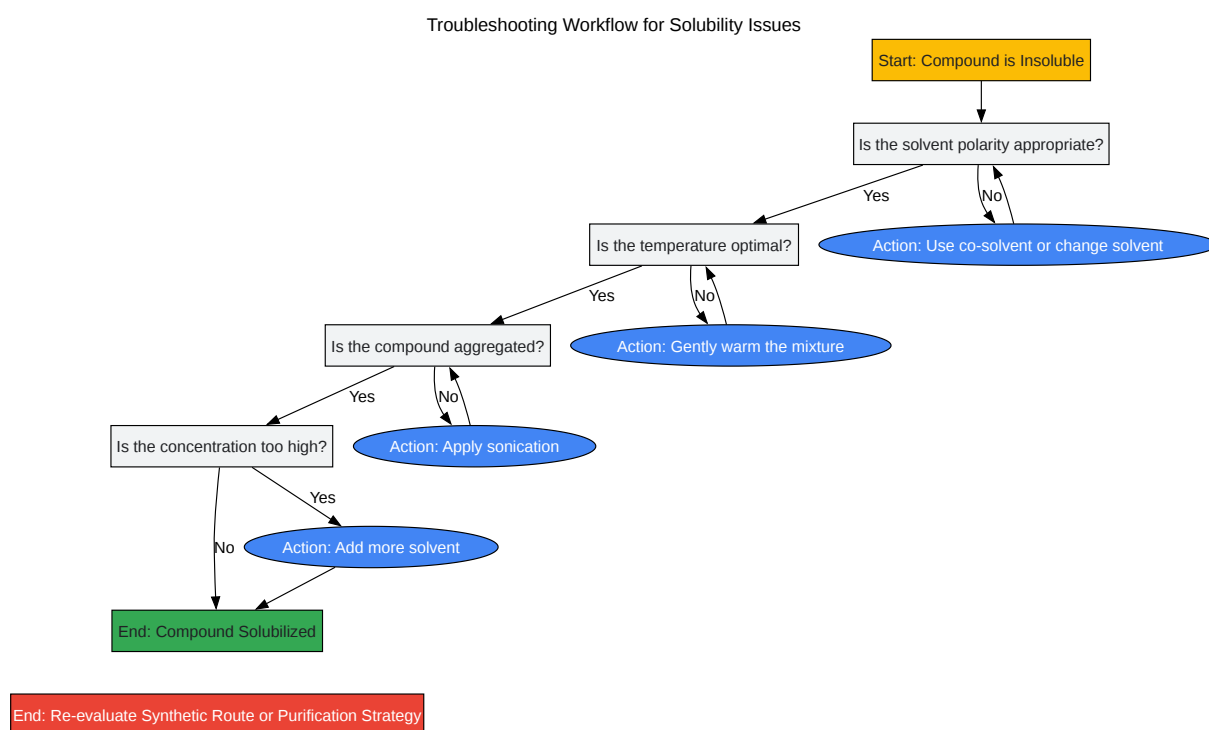 Troubleshooting Workflow for Solubility Issues
Start: Compound is Insoluble
Is the solvent polarity appropriate?
Yes
No
Is the temperature optimal?
Action: Use co-solvent or change solvent
Yes
No
Is the compound aggregated?
Action: Gently warm the mixture
Yes
No
Is the concentration too high?
Action: Apply sonication
Yes
No
Action: Add more solvent
End: Compound Solubilized
End: Re-evaluate Synthetic Route or Purification Strategy